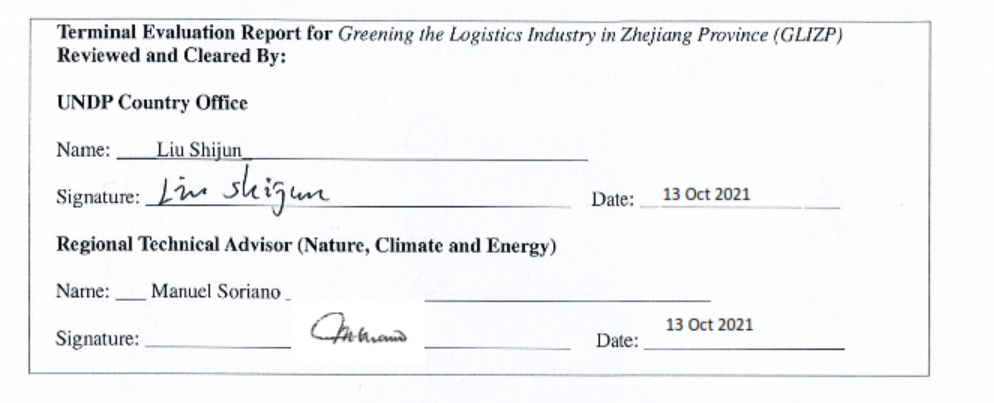 Terminal Evaluation Report for Greening the Logistics Industry in Zhejiang Province (GLIZP)
Reviewed and Cleared By:
UNDP Country Office
Name: Liu Shijun
Signature: Liu Shijun Date: 13 Oct 2021
Regional Technical Advisor (Nature, Climate and Energy)
Name: Manuel Soriano
Signature: Date: 13 Oct 2021